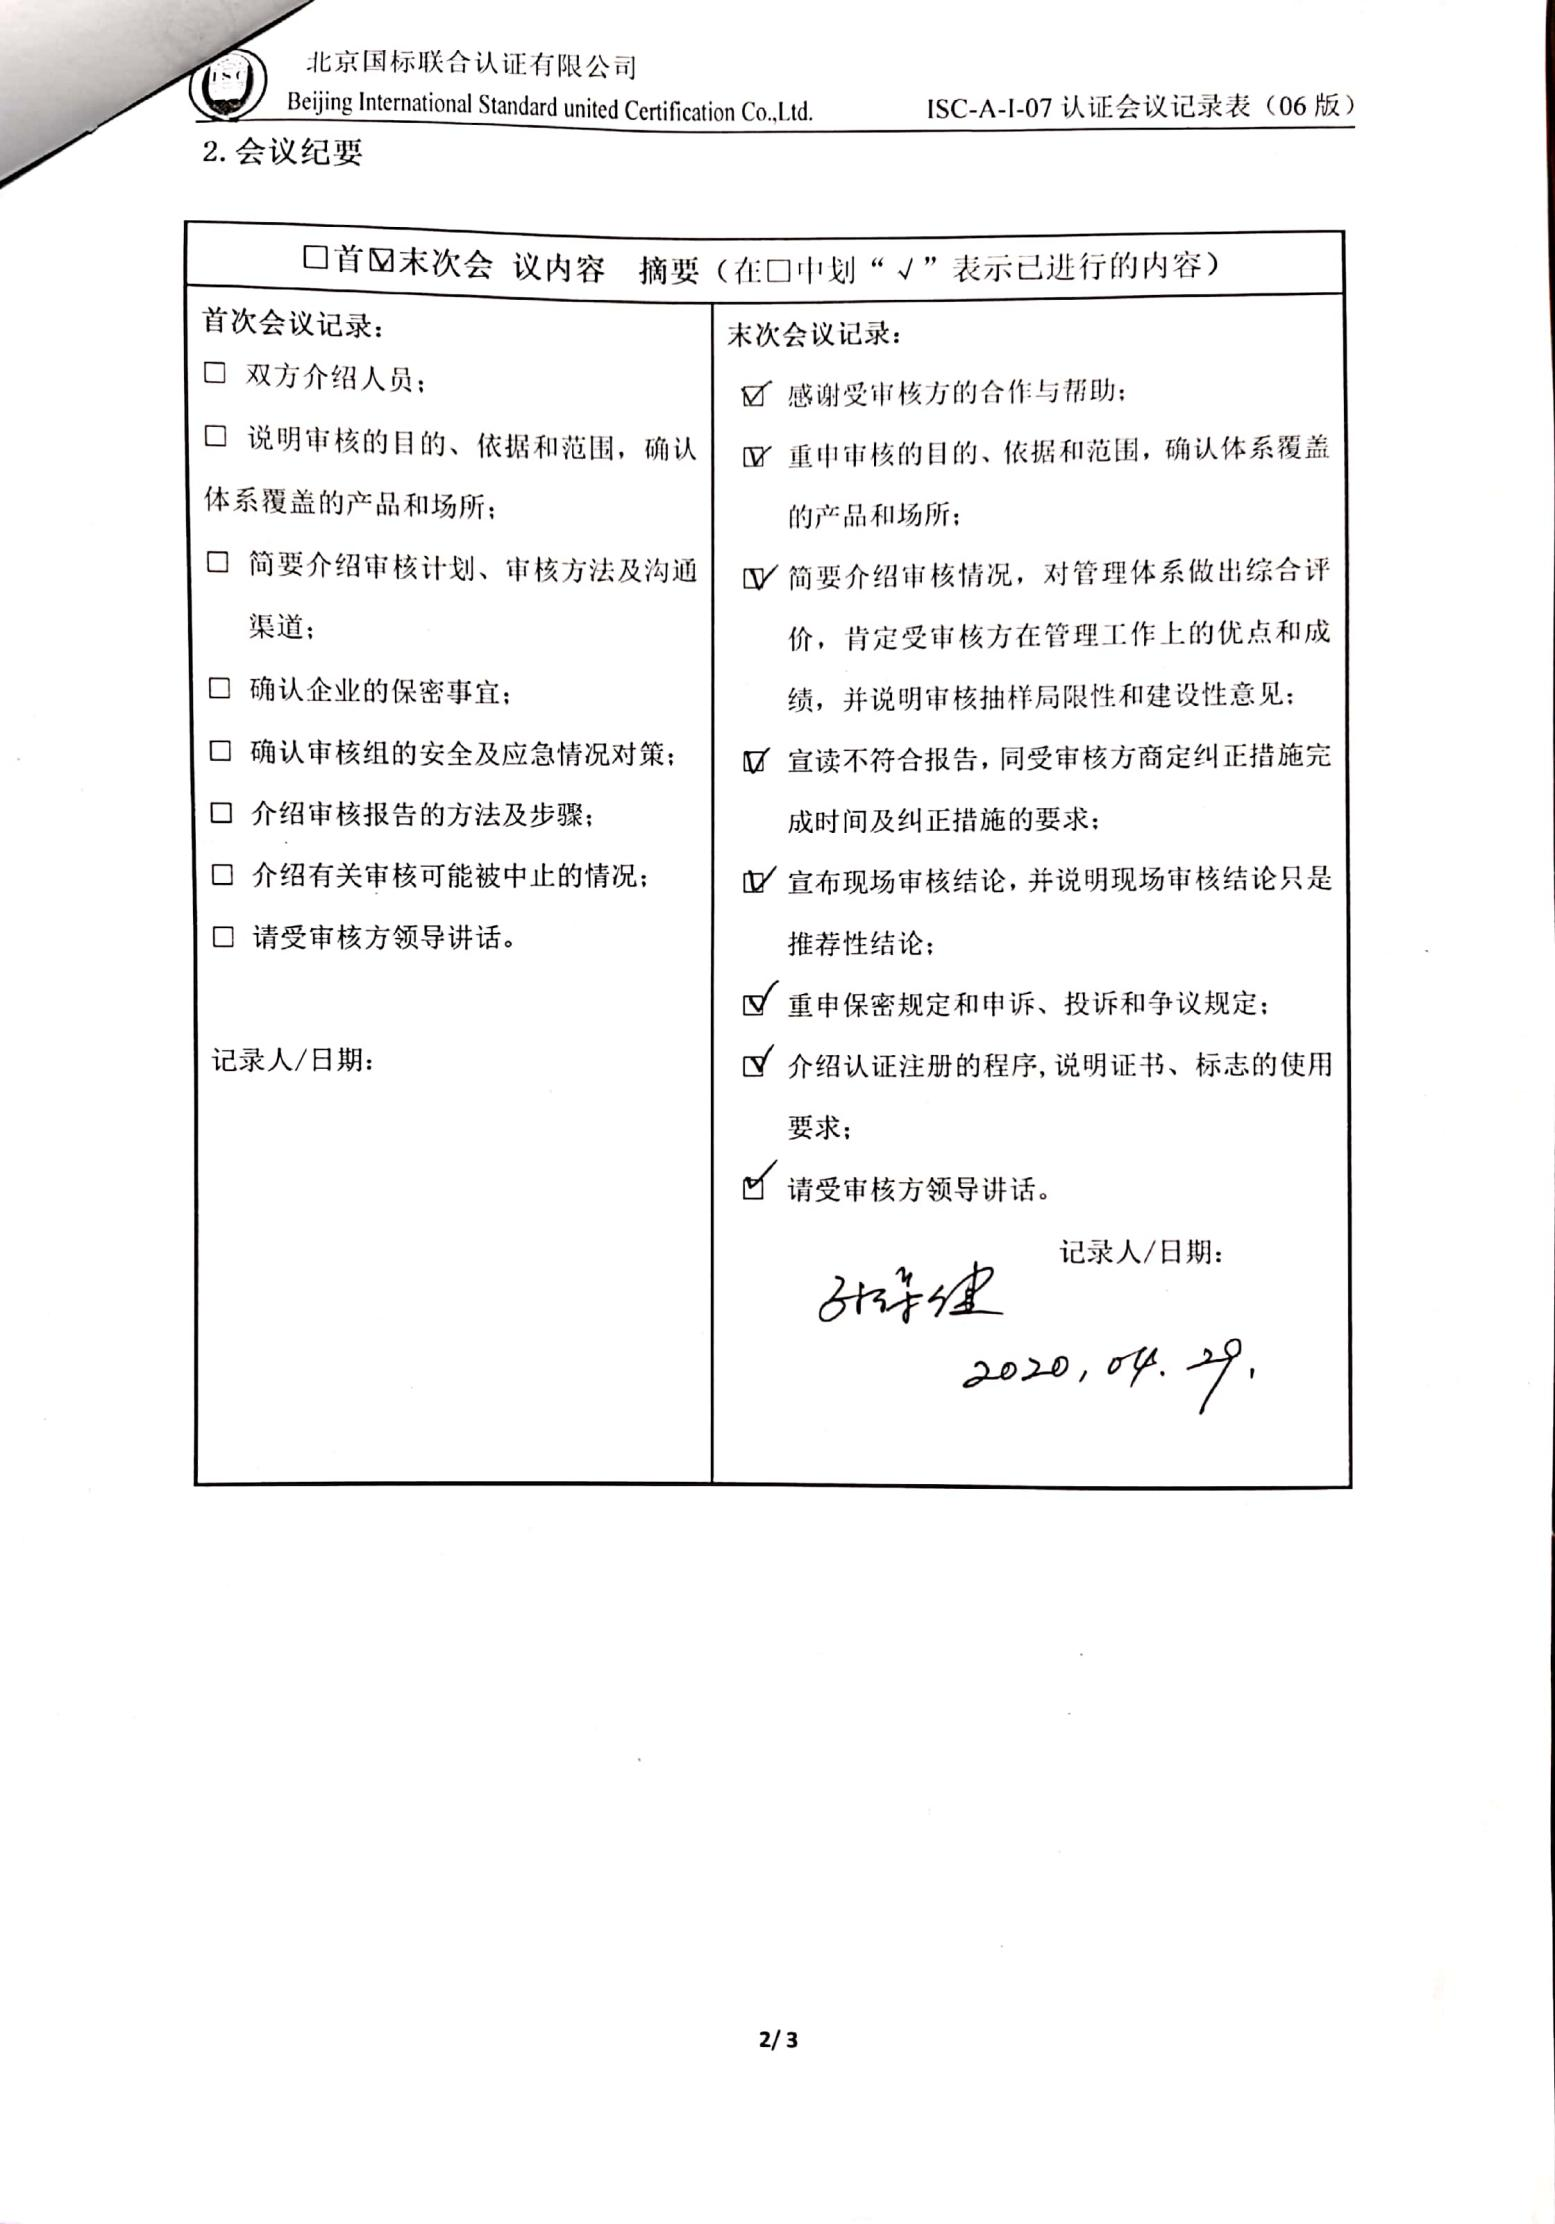 ISC
北京国标联合认证有限公司
Beijing International Standard united Certification Co.,Ltd.
ISC-A-I-07 认证会议记录表（06 版）
2. 会议纪要
□首☑末次会 议内容 摘要（在□中划“√”表示已进行的内容）
首次会议记录：
□ 双方介绍人员；
□ 说明审核的目的、依据和范围，确认
体系覆盖的产品和场所；
□ 简要介绍审核计划、审核方法及沟通
渠道；
□ 确认企业的保密事宜；
□ 确认审核组的安全及应急情况对策；
□ 介绍审核报告的方法及步骤；
□ 介绍有关审核可能被中止的情况；
□ 请受审核方领导讲话。
记录人/日期：
末次会议记录：
☑ 感谢受审核方的合作与帮助；
☑ 重申审核的目的、依据和范围，确认体系覆盖
的产品和场所；
☑ 简要介绍审核情况，对管理体系做出综合评
价，肯定受审核方在管理工作上的优点和成
绩，并说明审核抽样局限性和建设性意见；
☑ 宣读不符合报告，同受审核方商定纠正措施完
成时间及纠正措施的要求；
☑ 宣布现场审核结论，并说明现场审核结论只是
推荐性结论；
☑ 重申保密规定和申诉、投诉和争议规定；
☑ 介绍认证注册的程序,说明证书、标志的使用
要求；
☑ 请受审核方领导讲话。
记录人/日期：
2020,04.29.
2/ 3